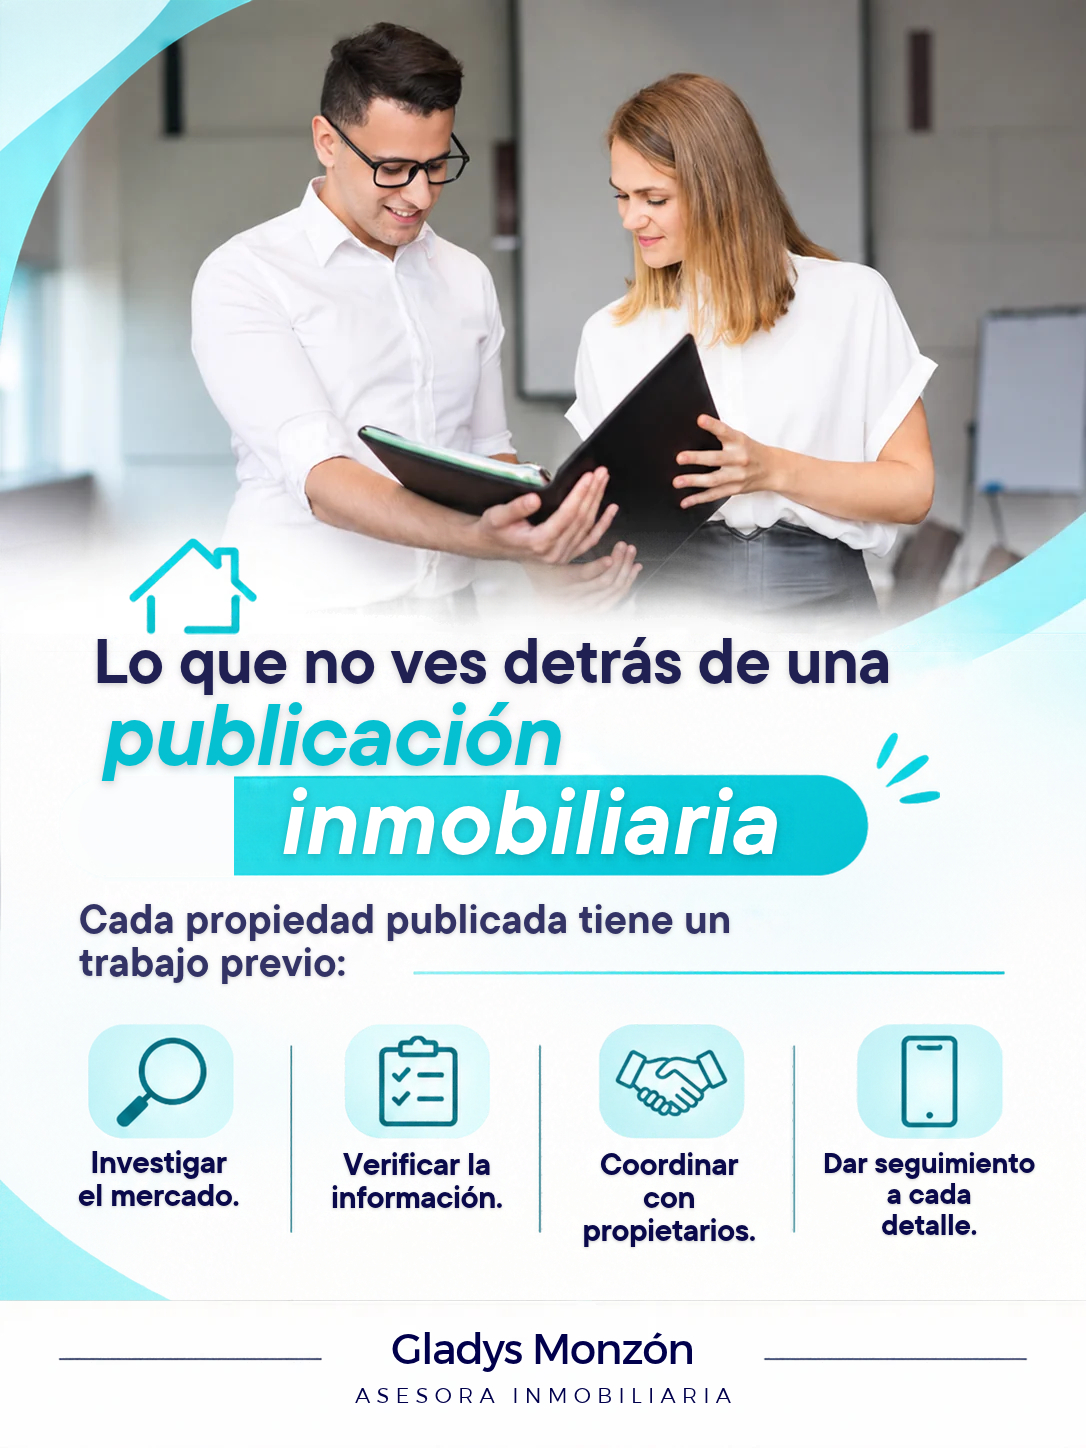 Lo que no ves detrás de una
publicación
inmobiliaria
Cada propiedad publicada tiene un
trabajo previo:
Investigar
el mercado.
Verificar la
información.
Coordinar
con
propietarios.
Dar seguimiento
a cada
detalle.
Gladys Monzón
ASESORA INMOBILIARIA